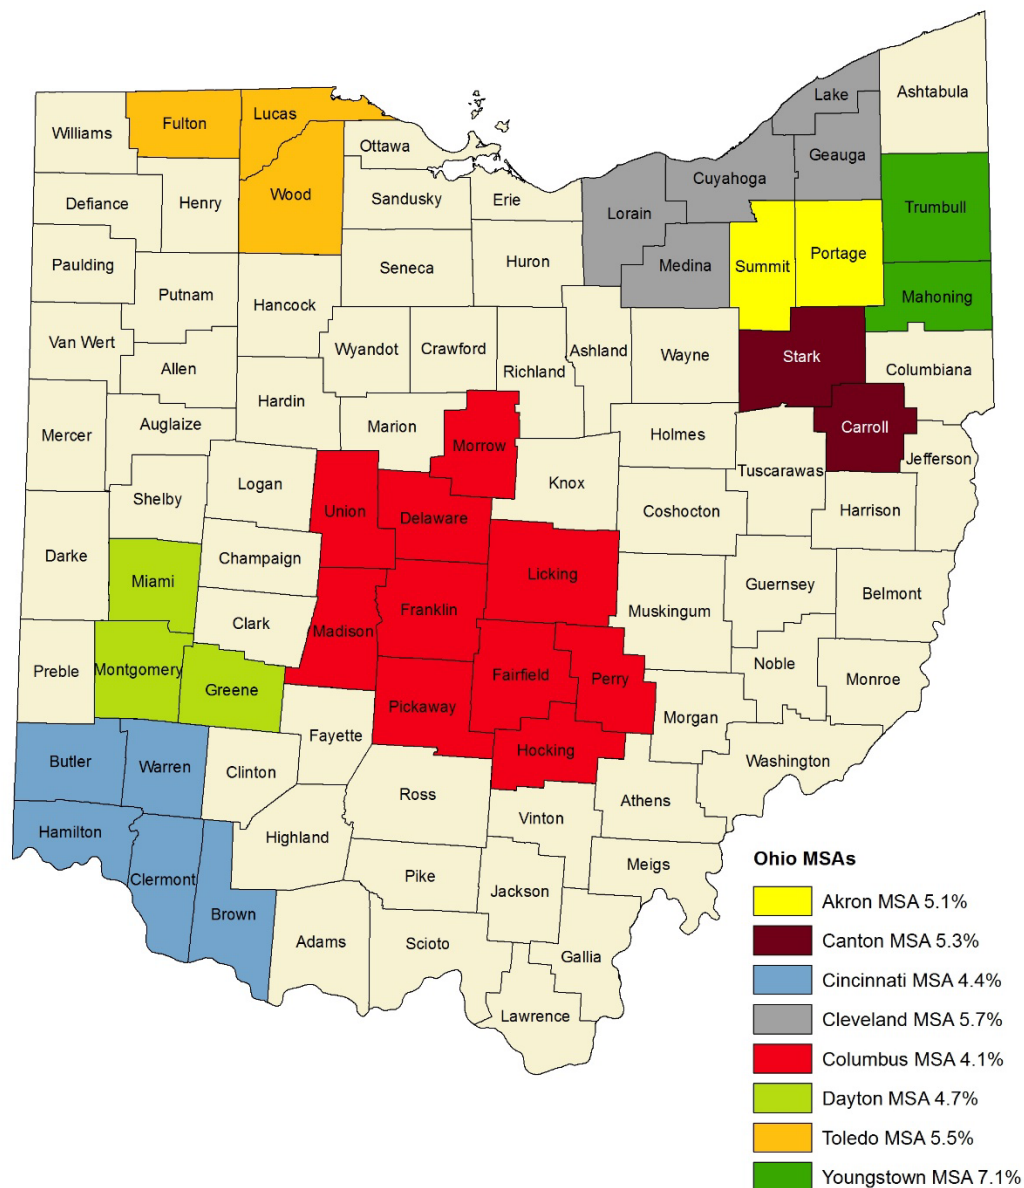 Ashtabula
Lake
Williams
Fulton
Lucas
Geauga
Ottawa
Cuyahoga
Defiance
Henry
Wood
Sandusky
Erie
Lorain
Trumbull
Paulding
Seneca
Huron
Medina
Summit
Portage
Putnam
Hancock
Mahoning
Van Wert
Wyandot
Crawford
Ashland
Wayne
Stark
Allen
Richland
Columbiana
Hardin
Mercer
Auglaize
Marion
Morrow
Holmes
Carroll
Jefferson
Logan
Knox
Tuscarawas
Shelby
Union
Delaware
Coshocton
Harrison
Darke
Champaign
Miami
Licking
Guernsey
Belmont
Clark
Madison
Franklin
Muskingum
Preble
Montgomery
Greene
Fairfield
Perry
Noble
Monroe
Pickaway
Morgan
Fayette
Hocking
Butler
Warren
Clinton
Washington
Ross
Athens
Hamilton
Highland
Vinton
Clermont
Pike
Jackson
Meigs
Brown
Adams
Scioto
Gallia
Lawrence
Ohio MSAs
Akron MSA 5.1%
Canton MSA 5.3%
Cincinnati MSA 4.4%
Cleveland MSA 5.7%
Columbus MSA 4.1%
Dayton MSA 4.7%
Toledo MSA 5.5%
Youngstown MSA 7.1%